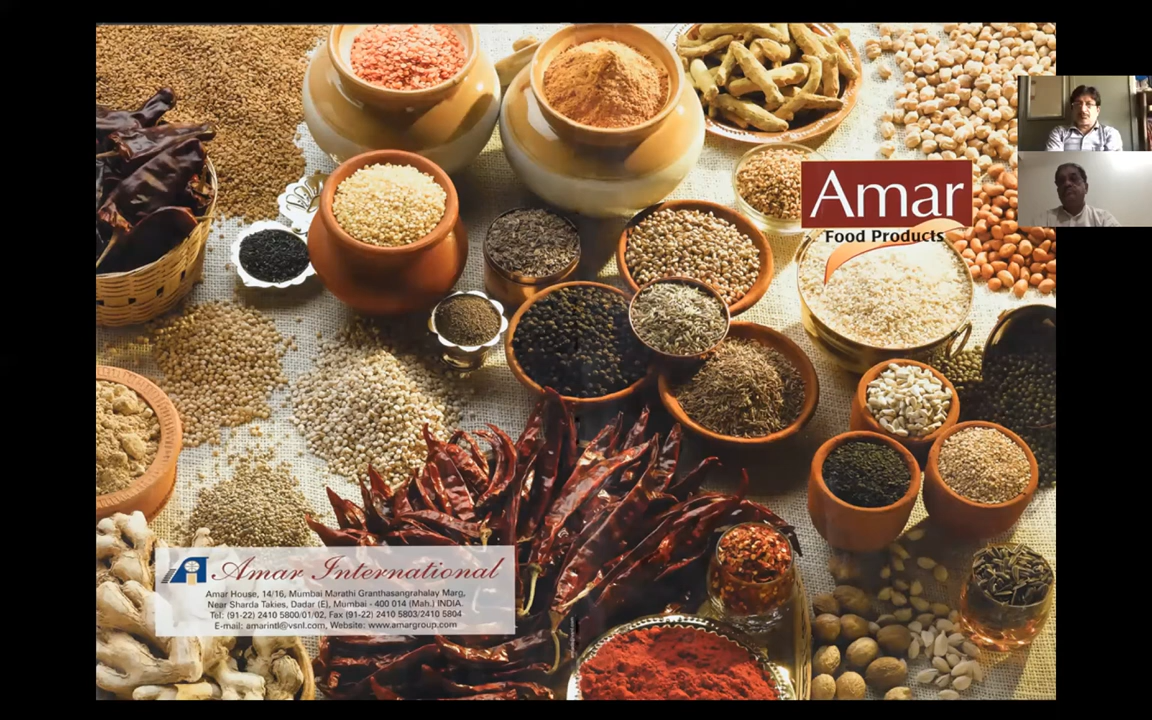 Amar
Food Products
Amar International
Amar House, 14/16, Mumbai Marathi Granthasangrahalay Marg,
Near Sharda Takies, Dadar (E), Mumbai - 400 014 (Mah.) INDIA.
Tel: (91-22) 2410 5800/01/02, Fax (91-22) 2410 5803/2410 5804
E-mail: amarintl@vsnl.com, Website: www.amargroup.com